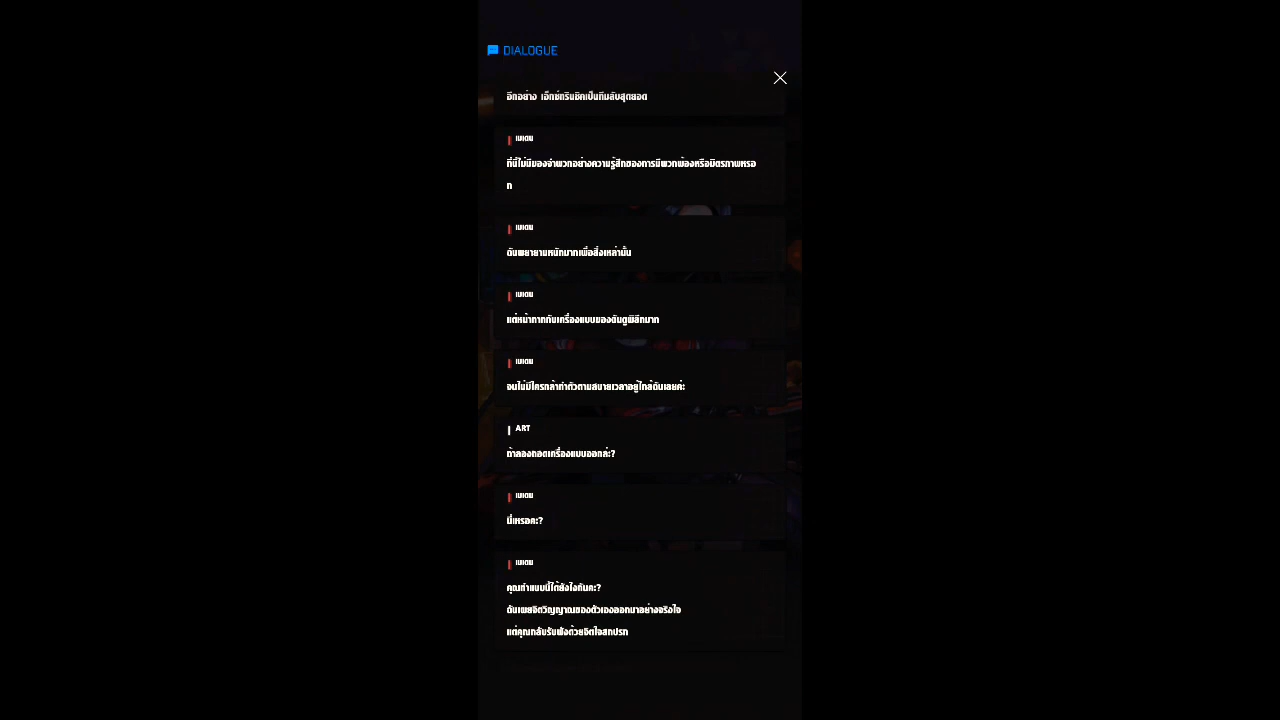 DIALOGUE
อีกอย่าง เอ็กซ์ทรินซิคเป็นทีมลับสุดยอด
เมเดน
ที่นี่ไม่มีของจำพวกอย่างความรู้สึกของการมีพวกพ้องหรือมิตรภาพหรอ
ก
เมเดน
ฉันพยายามหนักมากเพื่อสิ่งเหล่านั้น
เมเดน
แต่หน้ากากกับเครื่องแบบของฉันดูพิลึกมาก
เมเดน
จนไม่มีใครกล้าทำตัวตามสบายเวลาอยู่ใกล้ฉันเลยค่ะ
ART
ถ้าลองถอดเครื่องแบบออกล่ะ?
เมเดน
นี่เหรอคะ?
เมเดน
คุณทำแบบนี้ได้ยังไงกันคะ?
ฉันเผยจิตวิญญาณของตัวเองออกมาอย่างจริงใจ
แต่คุณกลับรับฟังด้วยจิตใจสกปรก